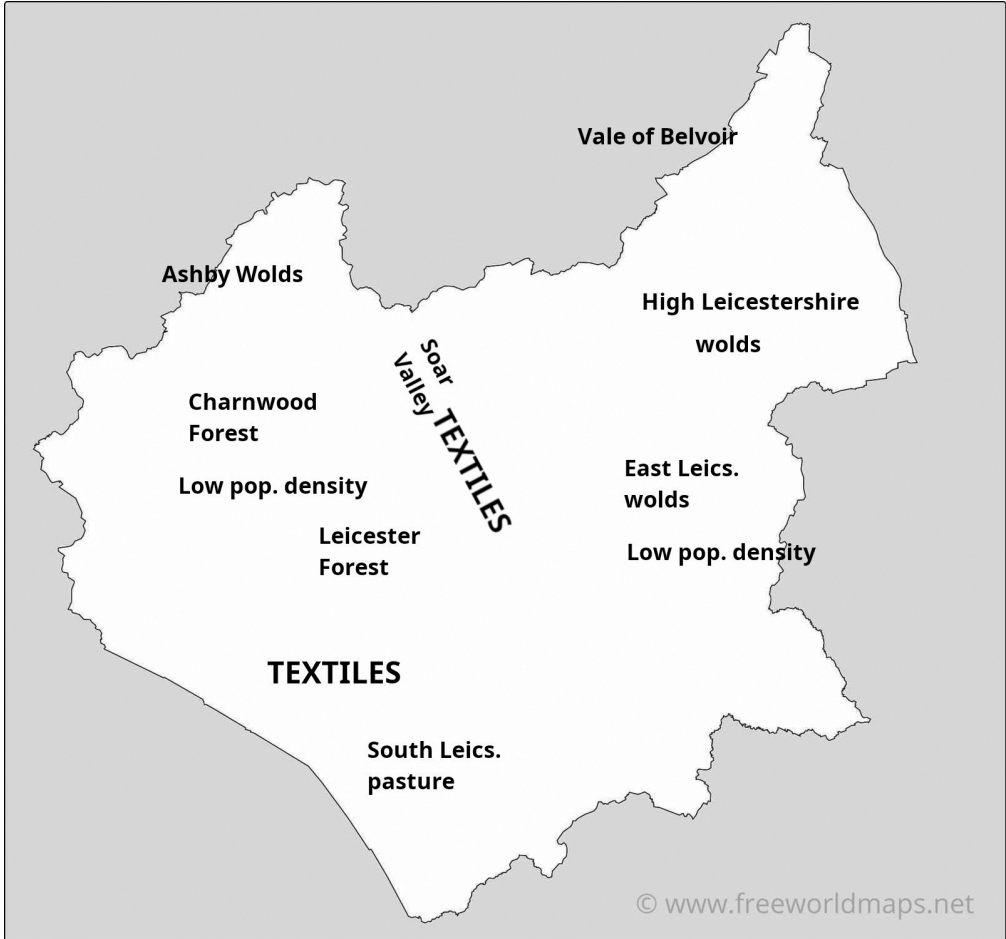 Vale of Belvoir
Ashby Wolds
High Leicestershire
wolds
Soar
Valley
TEXTILES
Charnwood
Forest
East Leics.
wolds
Low pop. density
Leicester
Forest
Low pop. density
TEXTILES
South Leics.
pasture
© www.freeworldmaps.net